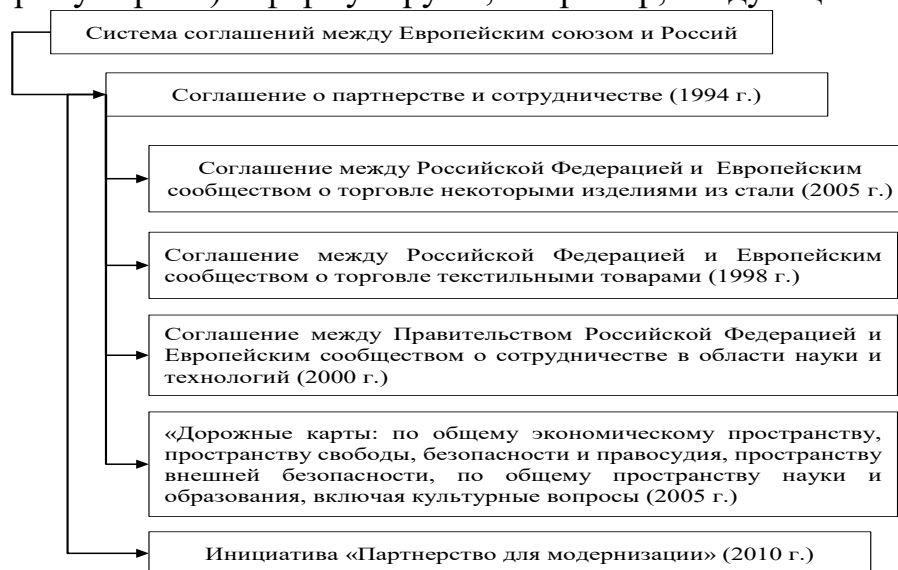 Система соглашений между Европейским союзом и Россий
Соглашение о партнерстве и сотрудничестве (1994 г.)
Соглашение между Российской Федерацией и Европейским
сообществом о торговле некоторыми изделиями из стали (2005 г.)
Соглашение между Российской Федерацией и Европейским
сообществом о торговле текстильными товарами (1998 г.)
Соглашение между Правительством Российской Федерацией и
Европейским сообществом о сотрудничестве в области науки и
технологий (2000 г.)
«Дорожные карты: по общему экономическому пространству,
пространству свободы, безопасности и правосудия, пространству
внешней безопасности, по общему пространству науки и
образования, включая культурные вопросы (2005 г.)
Инициатива «Партнерство для модернизации» (2010 г.)